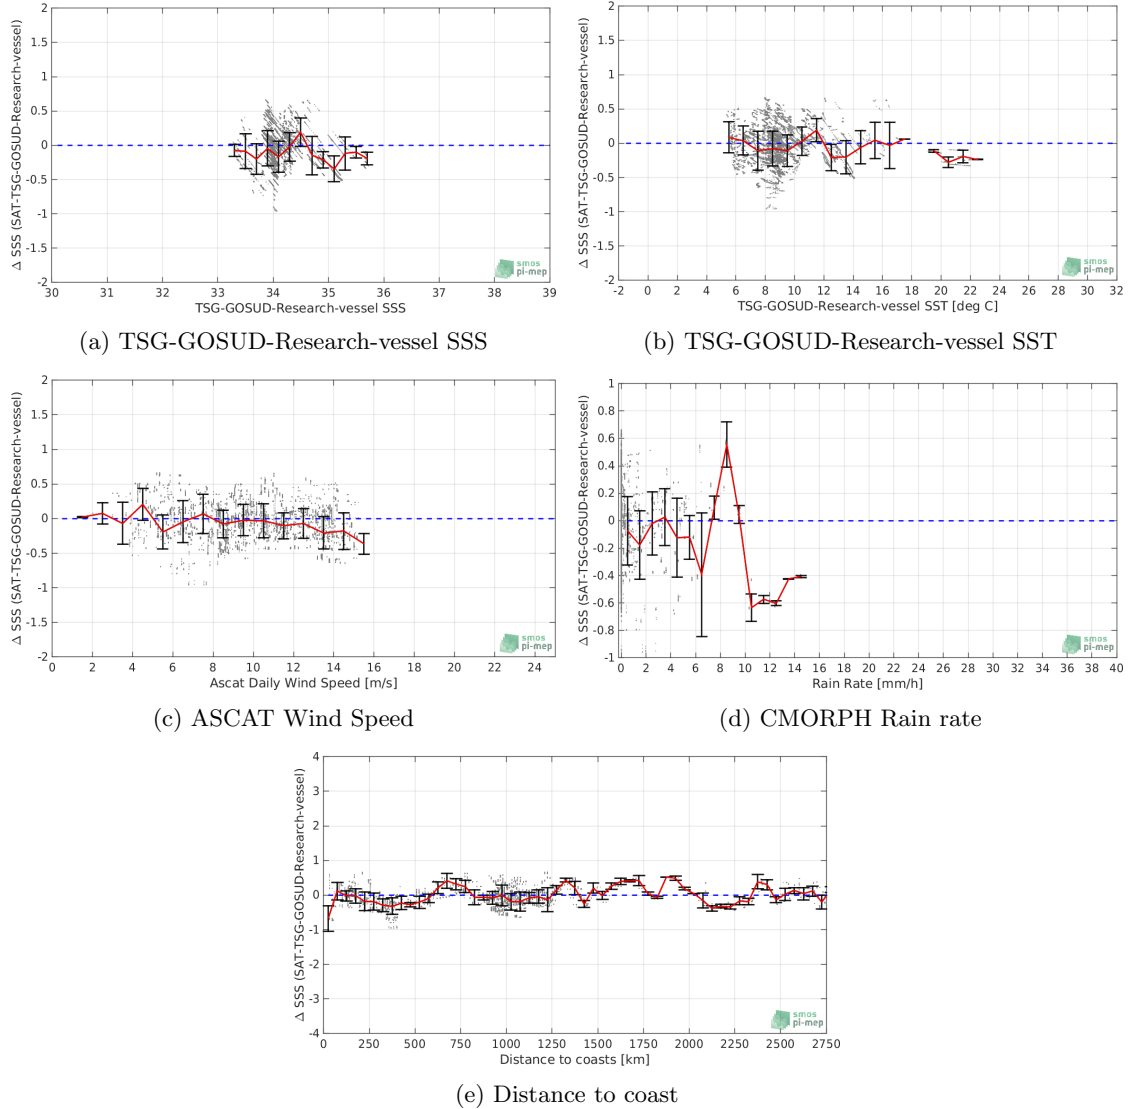 2
1.5
1
0.5
0
-0.5
-1
-1.5
-2
Δ SSS (SAT-TSG-GOSUD-Research-vessel)
30 31 32 33 34 35 36 37 38 39
TSG-GOSUD-Research-vessel SSS
smos
pi-mep
(a) TSG-GOSUD-Research-vessel SSS
2
1.5
1
0.5
0
-0.5
-1
-1.5
-2
Δ SSS (SAT-TSG-GOSUD-Research-vessel)
-2 0 2 4 6 8 10 12 14 16 18 20 22 24 26 28 30 32
TSG-GOSUD-Research-vessel SST [deg C]
smos
pi-mep
(b) TSG-GOSUD-Research-vessel SST
2
1.5
1
0.5
0
-0.5
-1
-1.5
-2
Δ SSS (SAT-TSG-GOSUD-Research-vessel)
0 2 4 6 8 10 12 14 16 18 20 22 24
Ascat Daily Wind Speed [m/s]
smos
pi-mep
(c) ASCAT Wind Speed
1
0.8
0.6
0.4
0.2
0
-0.2
-0.4
-0.6
-0.8
-1
Δ SSS (SAT-TSG-GOSUD-Research-vessel)
0 2 4 6 8 10 12 14 16 18 20 22 24 26 28 30 32 34 36 38 40
Rain Rate [mm/h]
smos
pi-mep
(d) CMORPH Rain rate
4
3
2
1
0
-1
-2
-3
-4
Δ SSS (SAT-TSG-GOSUD-Research-vessel)
0 250 500 750 1000 1250 1500 1750 2000 2250 2500 2750
Distance to coasts [km]
smos
pi-mep
(e) Distance to coast